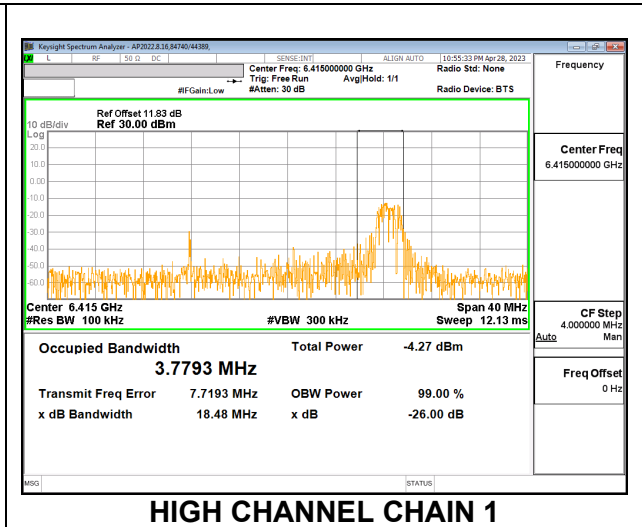 Keysight Spectrum Analyzer - AP2022.8.16,84740/44389,
L RF 50 Ω DC SENSE:INT ALIGN AUTO 10:55:33 PM Apr 28, 2023
Center Freq: 6.415000000 GHz Radio Std: None
Trig: Free Run Avg|Hold: 1/1
#IFGain:Low #Atten: 30 dB Radio Device: BTS
Frequency
Ref Offset 11.83 dB
10 dB/div Ref 30.00 dBm
Log
20.0
10.0
0.00
-10.0
-20.0
-30.0
-40.0
-50.0
-60.0
Center Freq
6.415000000 GHz
Center 6.415 GHz Span 40 MHz
#Res BW 100 kHz #VBW 300 kHz Sweep 12.13 ms
CF Step
4.000000 MHz
Auto Man
Freq Offset
0 Hz
Occupied Bandwidth Total Power -4.27 dBm
3.7793 MHz
Transmit Freq Error 7.7193 MHz OBW Power 99.00 %
x dB Bandwidth 18.48 MHz x dB -26.00 dB
MSG STATUS
HIGH CHANNEL CHAIN 1